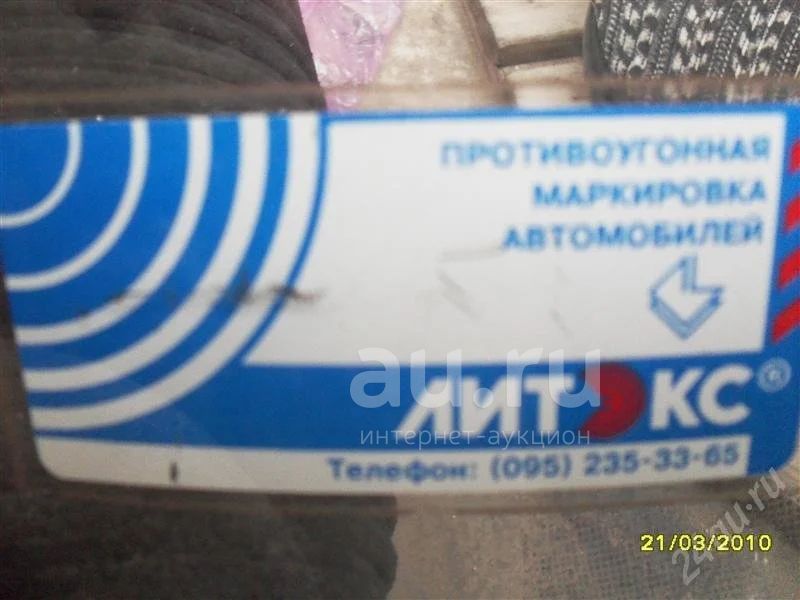 ПРОТИВОУГОННАЯ
МАРКИРОВКА
АВТОМОБИЛЕЙ
au.ru
ЛИТЭКС®
интернет-аукцион
Телефон: (095) 235-33-65
21/03/2010
24au.ru